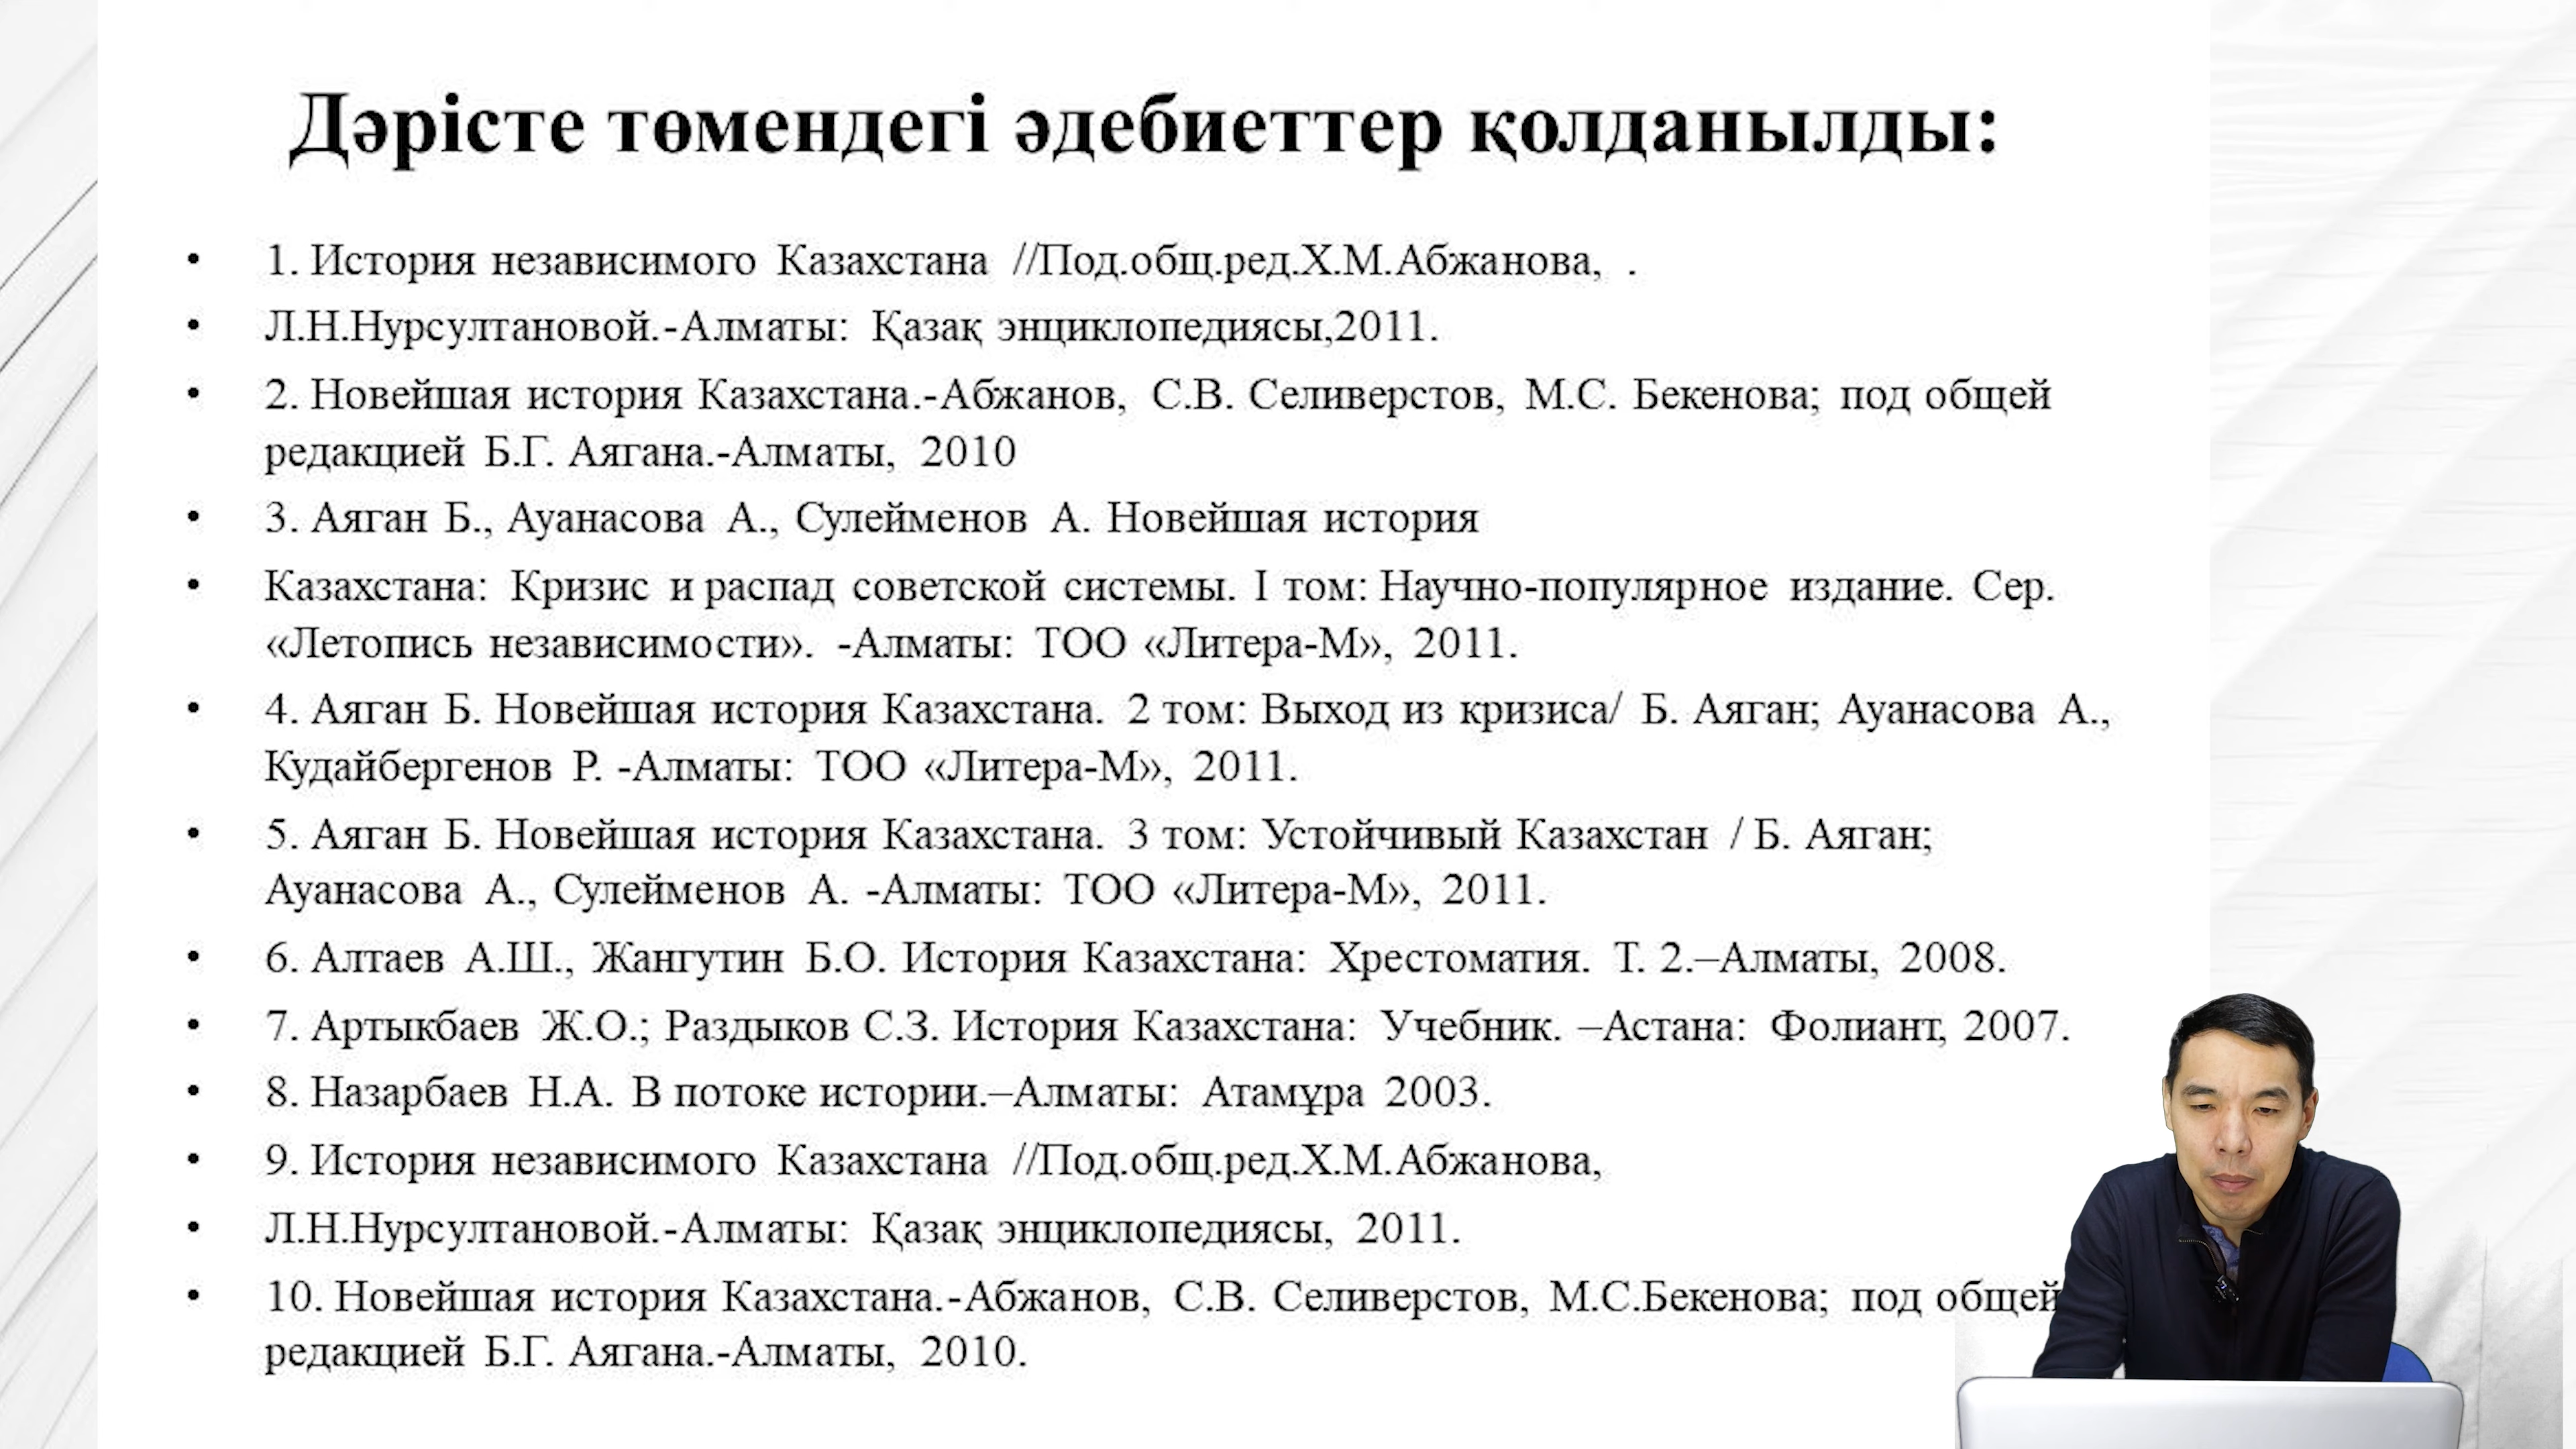 Дәрісте төмендегі әдебиеттер қолданылды:
• 1. История независимого Казахстана //Под.общ.ред.Х.М.Абжанова, .
• Л.Н.Нурсултановой.-Алматы: Қазақ энциклопедиясы,2011.
• 2. Новейшая история Казахстана.-Абжанов, С.В. Селиверстов, М.С. Бекенова; под общей
редакцией Б.Г. Аягана.-Алматы, 2010
• 3. Аяган Б., Ауанасова А., Сулейменов А. Новейшая история
• Казахстана: Кризис и распад советской системы. I том: Научно-популярное издание. Сер.
«Летопись независимости». -Алматы: ТОО «Литера-М», 2011.
• 4. Аяган Б. Новейшая история Казахстана. 2 том: Выход из кризиса/ Б. Аяган; Ауанасова А.,
Кудайбергенов Р. -Алматы: ТОО «Литера-М», 2011.
• 5. Аяган Б. Новейшая история Казахстана. 3 том: Устойчивый Казахстан / Б. Аяган;
Ауанасова А., Сулейменов А. -Алматы: ТОО «Литера-М», 2011.
• 6. Алтаев А.Ш., Жангутин Б.О. История Казахстана: Хрестоматия. Т. 2.–Алматы, 2008.
• 7. Артыкбаев Ж.О.; Раздыков С.З. История Казахстана: Учебник. –Астана: Фолиант, 2007.
• 8. Назарбаев Н.А. В потоке истории.–Алматы: Атамұра 2003.
• 9. История независимого Казахстана //Под.общ.ред.Х.М.Абжанова,
• Л.Н.Нурсултановой.-Алматы: Қазақ энциклопедиясы, 2011.
• 10. Новейшая история Казахстана.-Абжанов, С.В. Селиверстов, М.С.Бекенова; под общей
редакцией Б.Г. Аягана.-Алматы, 2010.